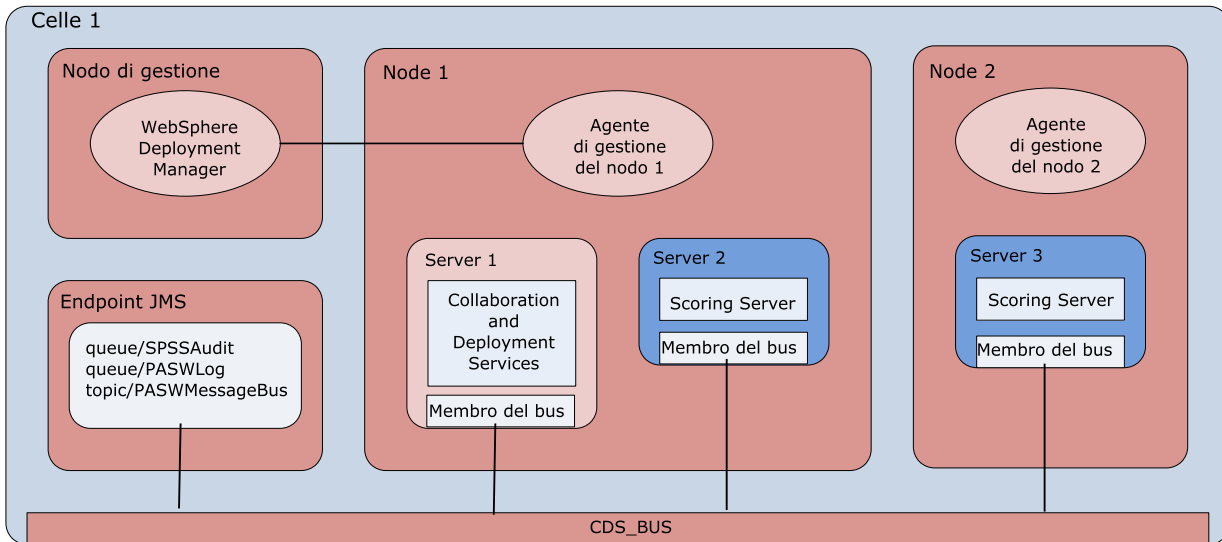 Celle 1
Nodo di gestione
WebSphere
Deployment
Manager
Node 1
Agente
di gestione
del nodo 1
Node 2
Agente
di gestione
del nodo 2
Server 1
Collaboration
and
Deployment
Services
Membro del bus
Server 2
Scoring Server
Membro del bus
Server 3
Scoring Server
Membro del bus
Endpoint JMS
queue/SPSSAudit
queue/PASWLog
topic/PASWMessageBus
CDS_BUS